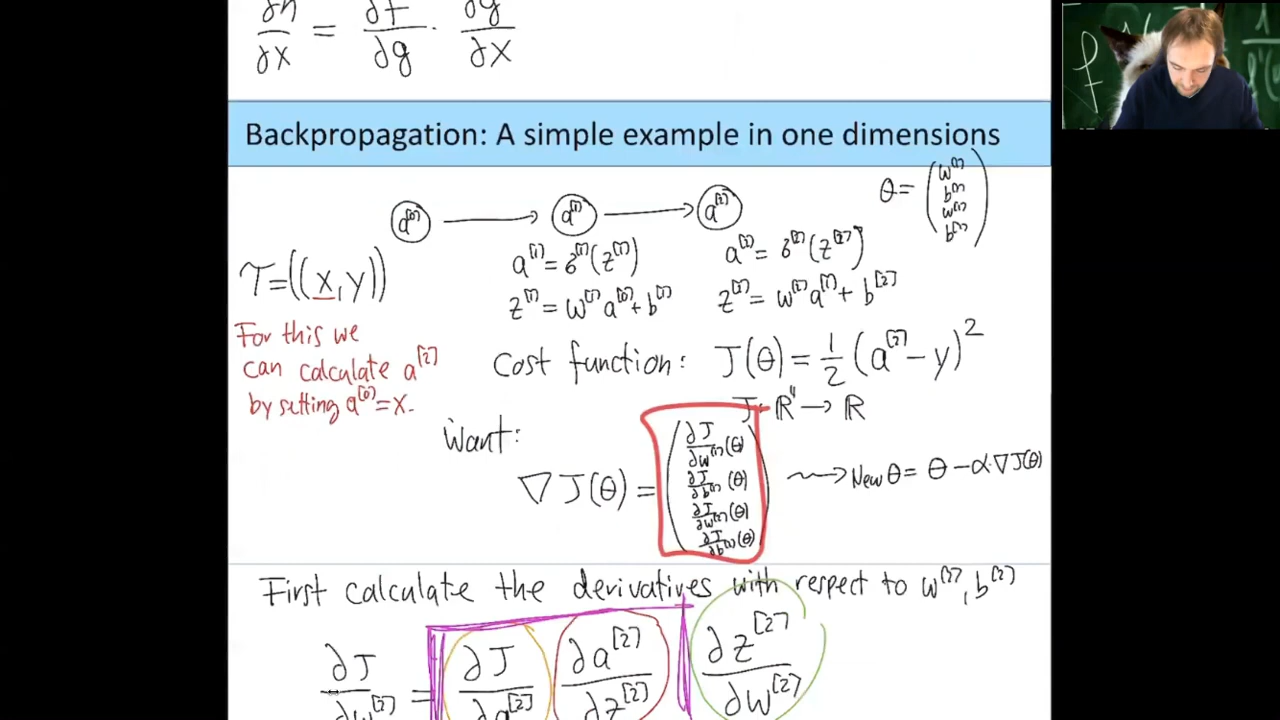 ∂h/∂x = ∂f/∂g · ∂g/∂x
Backpropagation: A simple example in one dimensions
θ = (w^[1] b^[1] w^[2] b^[2])
a^[0] → a^[1] → a^[2]
a^[1] = σ^[1](z^[1])
a^[2] = σ^[2](z^[2])
z^[1] = w^[1] a^[0] + b^[1]
z^[2] = w^[2] a^[1] + b^[2]
T = ((x, y))
For this we
can calculate a^[2]
by setting a^[0] = x.
Cost function: J(θ) = 1/2 (a^[2] − y)^2
J: ℝ^4 → ℝ
Want:
∇J(θ) = (∂J/∂w^[1](θ) ∂J/∂b^[1](θ) ∂J/∂w^[2](θ) ∂J/∂b^[2](θ)) ⟿ New θ = θ − α·∇J(θ)
First calculate the derivatives with respect to w^[2], b^[2]
∂J/∂w^[2] = ∂J/∂a^[2] ∂a^[2]/∂z^[2] ∂z^[2]/∂w^[2]